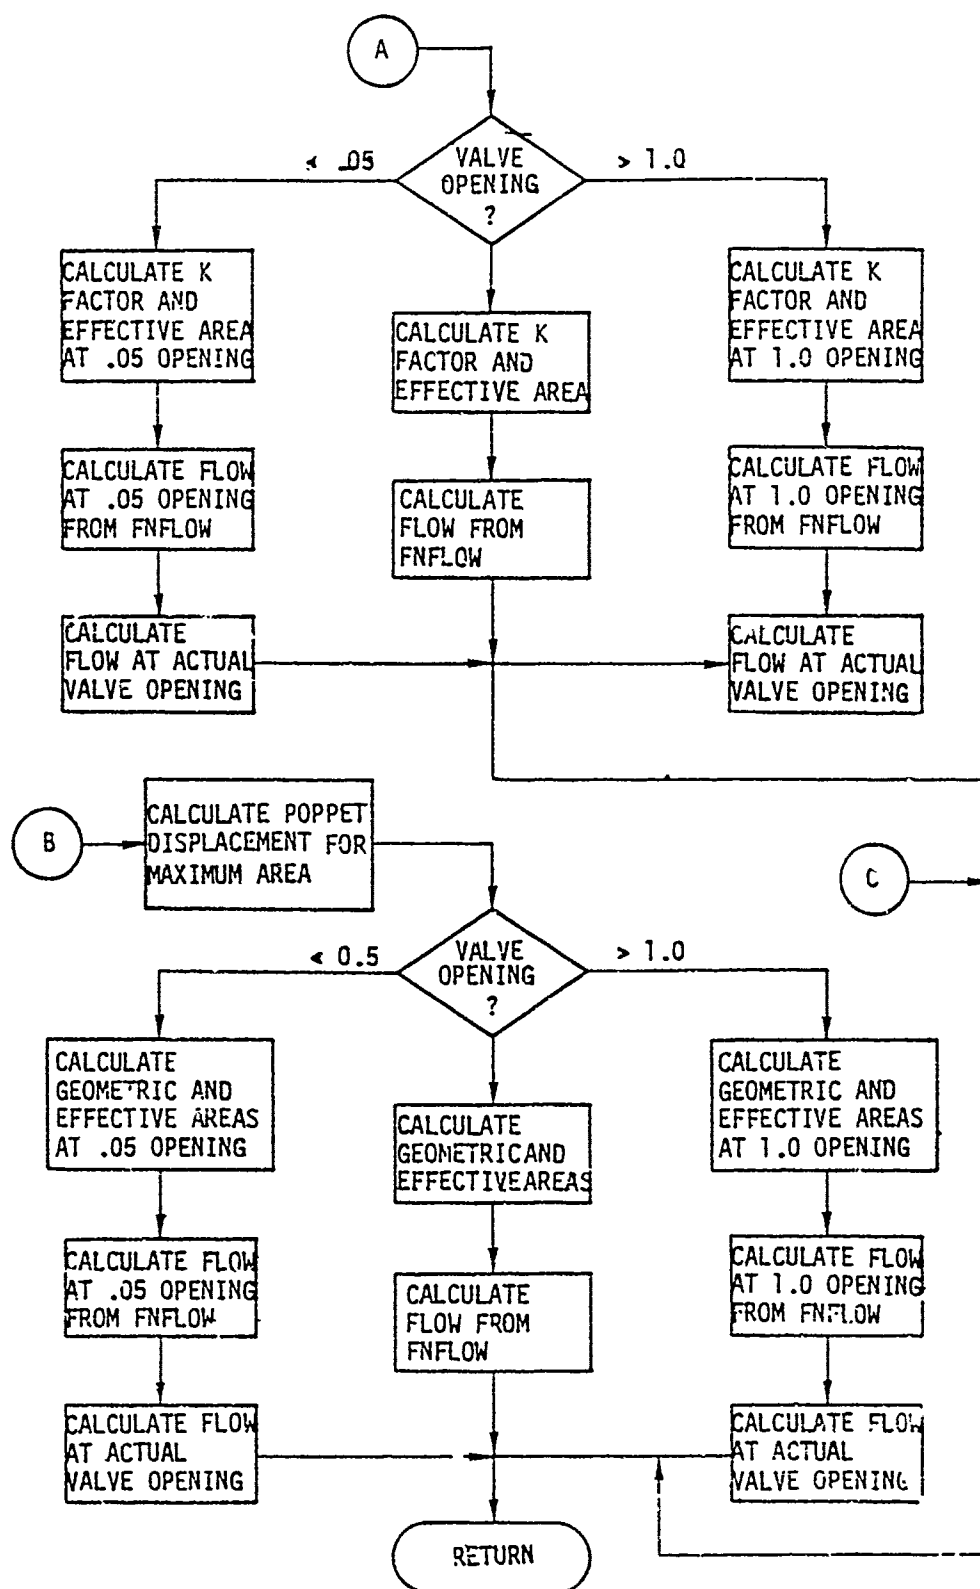 A
VALVE
OPENING
?
< .05
> 1.0
CALCULATE K
FACTOR AND
EFFECTIVE AREA
AT .05 OPENING
CALCULATE K
FACTOR AND
EFFECTIVE AREA
CALCULATE K
FACTOR AND
EFFECTIVE AREA
AT 1.0 OPENING
CALCULATE FLOW
AT .05 OPENING
FROM FNFLOW
CALCULATE
FLOW FROM
FNFLOW
CALCULATE FLOW
AT 1.0 OPENING
FROM FNFLOW
CALCULATE
FLOW AT ACTUAL
VALVE OPENING
CALCULATE
FLOW AT ACTUAL
VALVE OPENING
B
CALCULATE POPPET
DISPLACEMENT FOR
MAXIMUM AREA
C
VALVE
OPENING
?
< 0.5
> 1.0
CALCULATE
GEOMETRIC AND
EFFECTIVE AREAS
AT .05 OPENING
CALCULATE
GEOMETRIC AND
EFFECTIVE AREAS
CALCULATE
GEOMETRIC AND
EFFECTIVE AREAS
AT 1.0 OPENING
CALCULATE FLOW
AT .05 OPENING
FROM FNFLOW
CALCULATE
FLOW FROM
FNFLOW
CALCULATE FLOW
AT 1.0 OPENING
FROM FNFLOW
CALCULATE FLOW
AT ACTUAL
VALVE OPENING
CALCULATE FLOW
AT ACTUAL
VALVE OPENING
RETURN